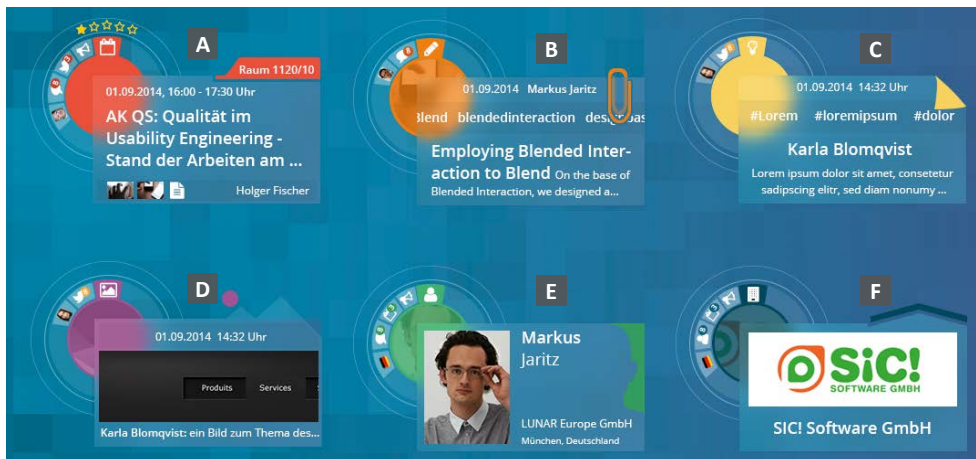 A
Raum 1120/10
01.09.2014, 16:00 - 17:30 Uhr
AK QS: Qualität im
Usability Engineering -
Stand der Arbeiten am ...
Holger Fischer
B
01.09.2014 Markus Jaritz
Blend blendedinteraction designbas
Employing Blended Inter-
action to Blend On the base of
Blended Interaction, we designed a...
C
01.09.2014 14:32 Uhr
#Lorem #loremipsum #dolor
Karla Blomqvist
Lorem ipsum dolor sit amet, consetetur
sadipscing elitr, sed diam nonumy ...
D
01.09.2014 14:32 Uhr
Produits Services
Karla Blomqvist: ein Bild zum Thema des...
E
Markus
Jaritz
LUNAR Europe GmbH
München, Deutschland
F
SiC!
SOFTWARE GMBH
SIC! Software GmbH